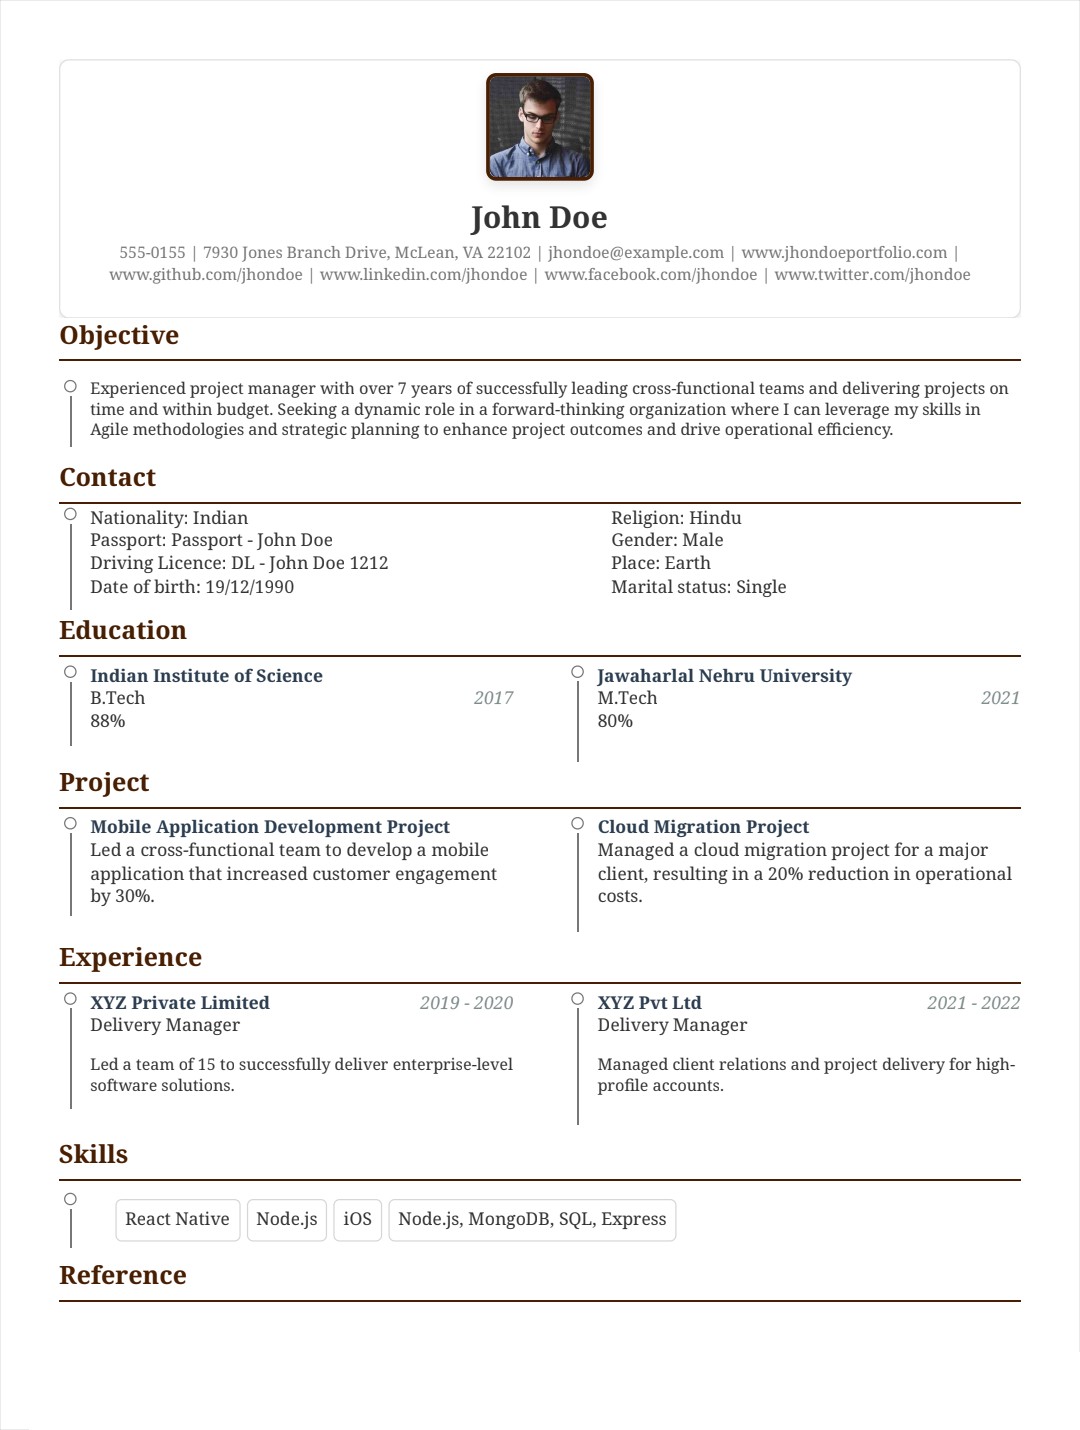 John Doe
555-0155 | 7930 Jones Branch Drive, McLean, VA 22102 | jhondoe@example.com | www.jhondoeportfolio.com |
www.github.com/jhondoe | www.linkedin.com/jhondoe | www.facebook.com/jhondoe | www.twitter.com/jhondoe
Objective
Experienced project manager with over 7 years of successfully leading cross-functional teams and delivering projects on
time and within budget. Seeking a dynamic role in a forward-thinking organization where I can leverage my skills in
Agile methodologies and strategic planning to enhance project outcomes and drive operational efficiency.
Contact
Nationality: Indian
Passport: Passport - John Doe
Driving Licence: DL - John Doe 1212
Date of birth: 19/12/1990
Religion: Hindu
Gender: Male
Place: Earth
Marital status: Single
Education
Indian Institute of Science
B.Tech 2017
88%
Jawaharlal Nehru University
M.Tech 2021
80%
Project
Mobile Application Development Project
Led a cross-functional team to develop a mobile
application that increased customer engagement
by 30%.
Cloud Migration Project
Managed a cloud migration project for a major
client, resulting in a 20% reduction in operational
costs.
Experience
XYZ Private Limited 2019 - 2020
Delivery Manager
Led a team of 15 to successfully deliver enterprise-level
software solutions.
XYZ Pvt Ltd 2021 - 2022
Delivery Manager
Managed client relations and project delivery for high-
profile accounts.
Skills
React Native Node.js iOS Node.js, MongoDB, SQL, Express
Reference